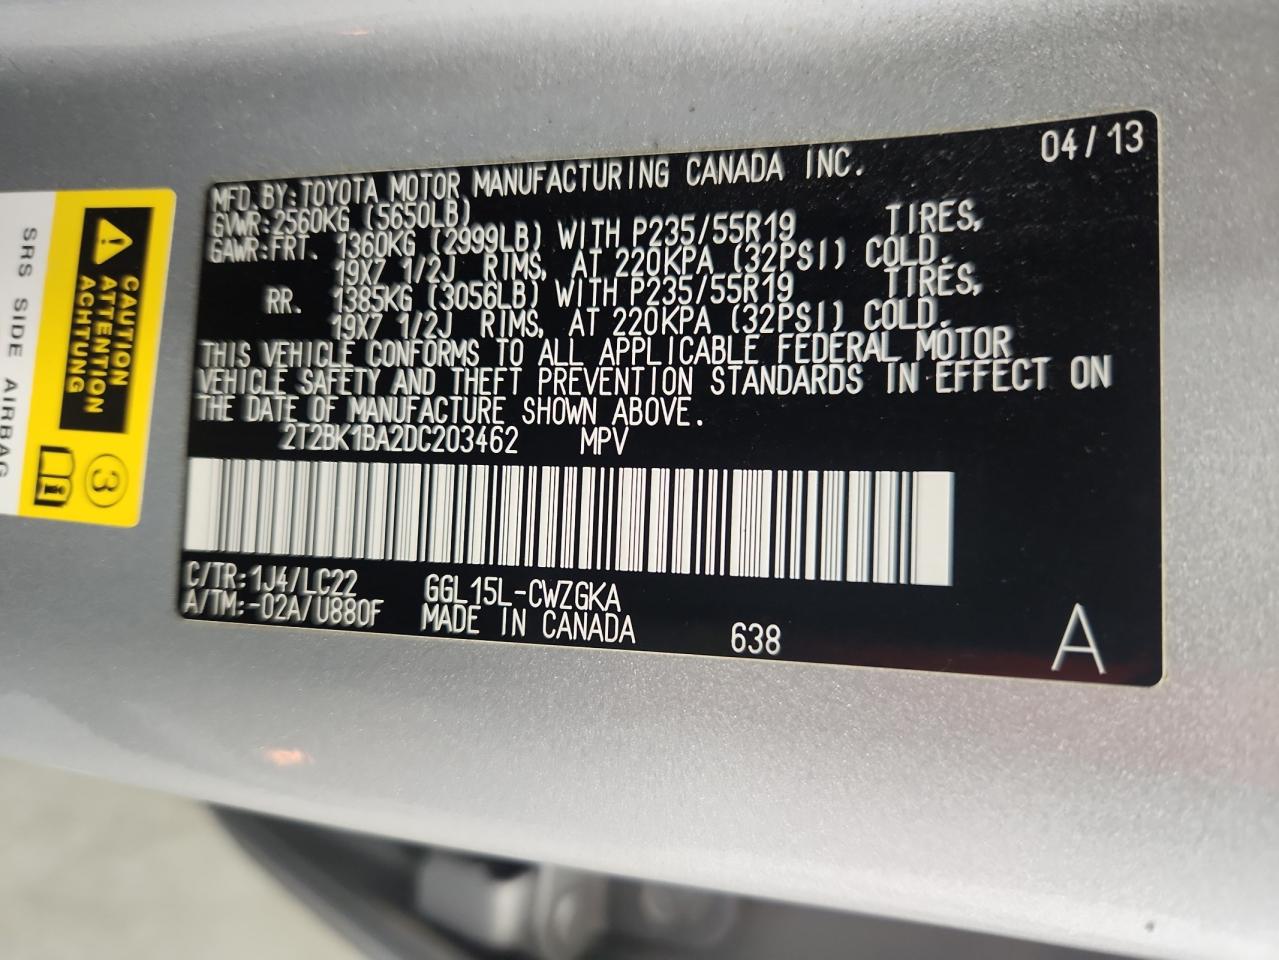 04/13
MFD. BY: TOYOTA MOTOR MANUFACTURING CANADA INC.
GVWR: 2560KG (5650LB)
GAWR: FRT. 1360KG (2999LB) WITH P235/55R19 TIRES,
19X7 1/2J RIMS, AT 220KPA (32PSI) COLD.
RR. 1385KG (3056LB) WITH P235/55R19 TIRES,
19X7 1/2J RIMS, AT 220KPA (32PSI) COLD.
THIS VEHICLE CONFORMS TO ALL APPLICABLE FEDERAL MOTOR
VEHICLE SAFETY AND THEFT PREVENTION STANDARDS IN EFFECT ON
THE DATE OF MANUFACTURE SHOWN ABOVE.
2T2BK1BA2DC203462 MPV
C/TR: 1J4/LC22 GGL15L-CWZGKA
A/TM: -02A/U880F MADE IN CANADA 638 A
CAUTION
ATTENTION
ACHTUNG
3
SRS SIDE AIRBAG